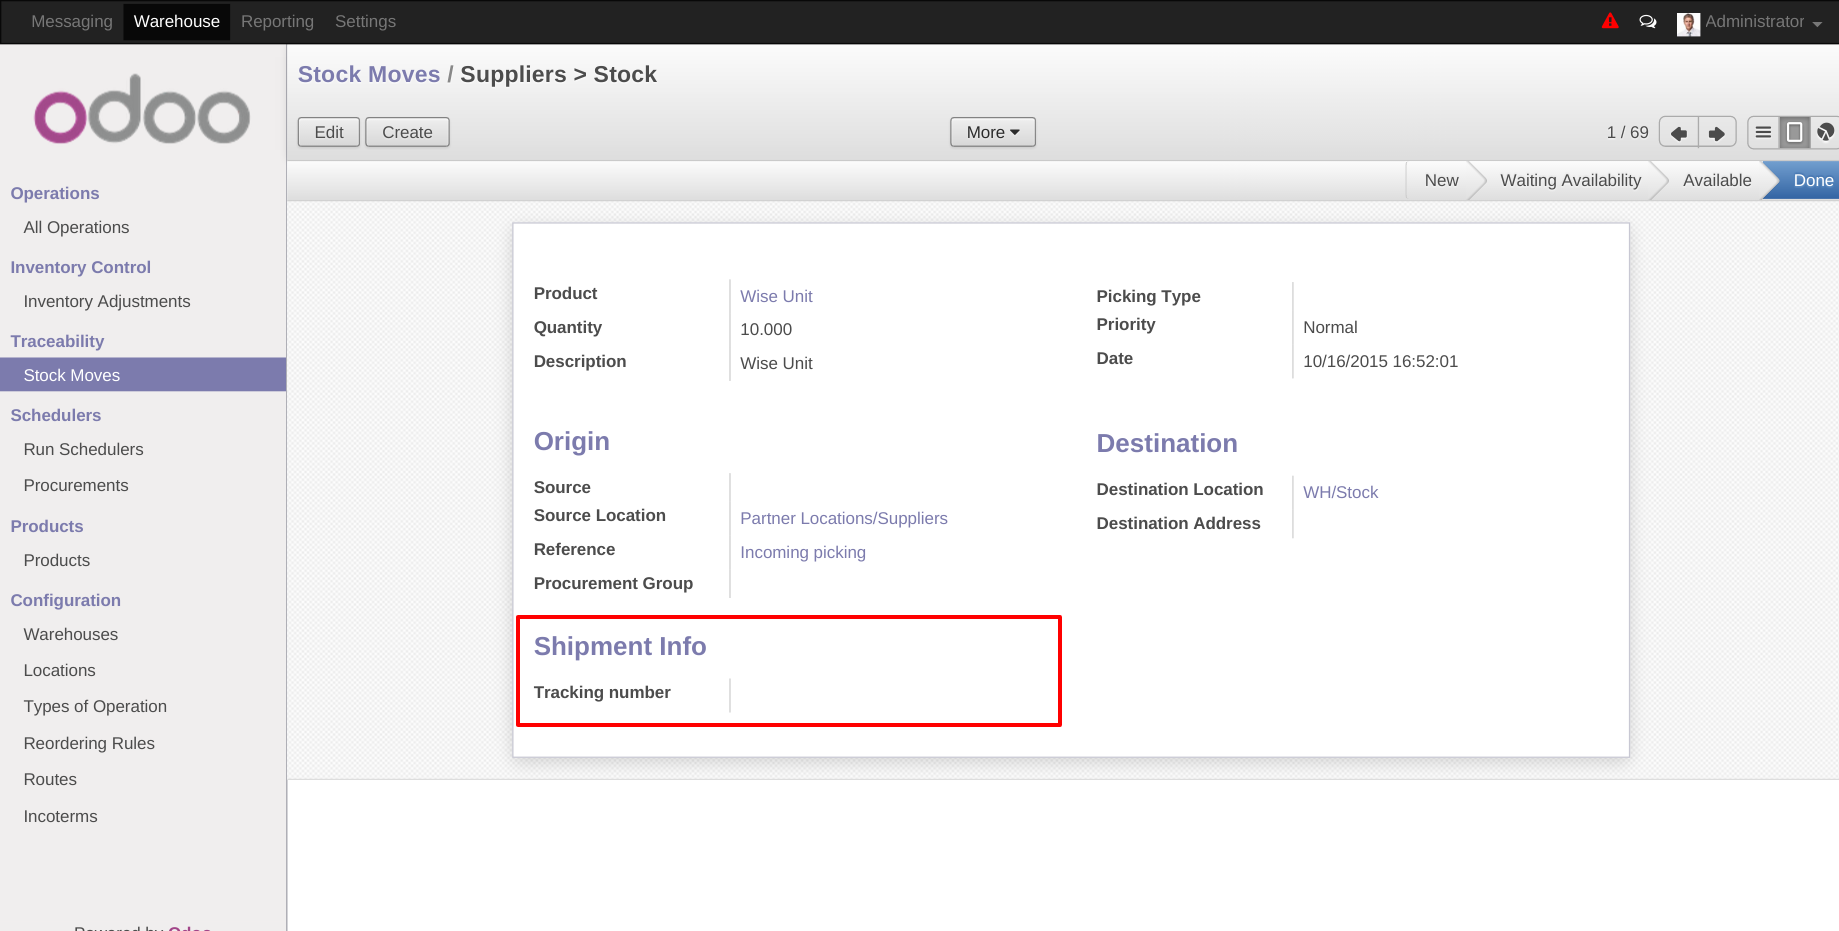 Messaging Warehouse Reporting Settings Administrator
odoo
Stock Moves / Suppliers > Stock
Edit Create More 1 / 69
New Waiting Availability Available Done
Operations
All Operations
Inventory Control
Inventory Adjustments
Traceability
Stock Moves
Schedulers
Run Schedulers
Procurements
Products
Products
Configuration
Warehouses
Locations
Types of Operation
Reordering Rules
Routes
Incoterms
Powered by Odoo
Product Wise Unit
Quantity 10.000
Description Wise Unit
Picking Type
Priority Normal
Date 10/16/2015 16:52:01
Origin
Source
Source Location Partner Locations/Suppliers
Reference Incoming picking
Procurement Group
Destination
Destination Location WH/Stock
Destination Address
Shipment Info
Tracking number